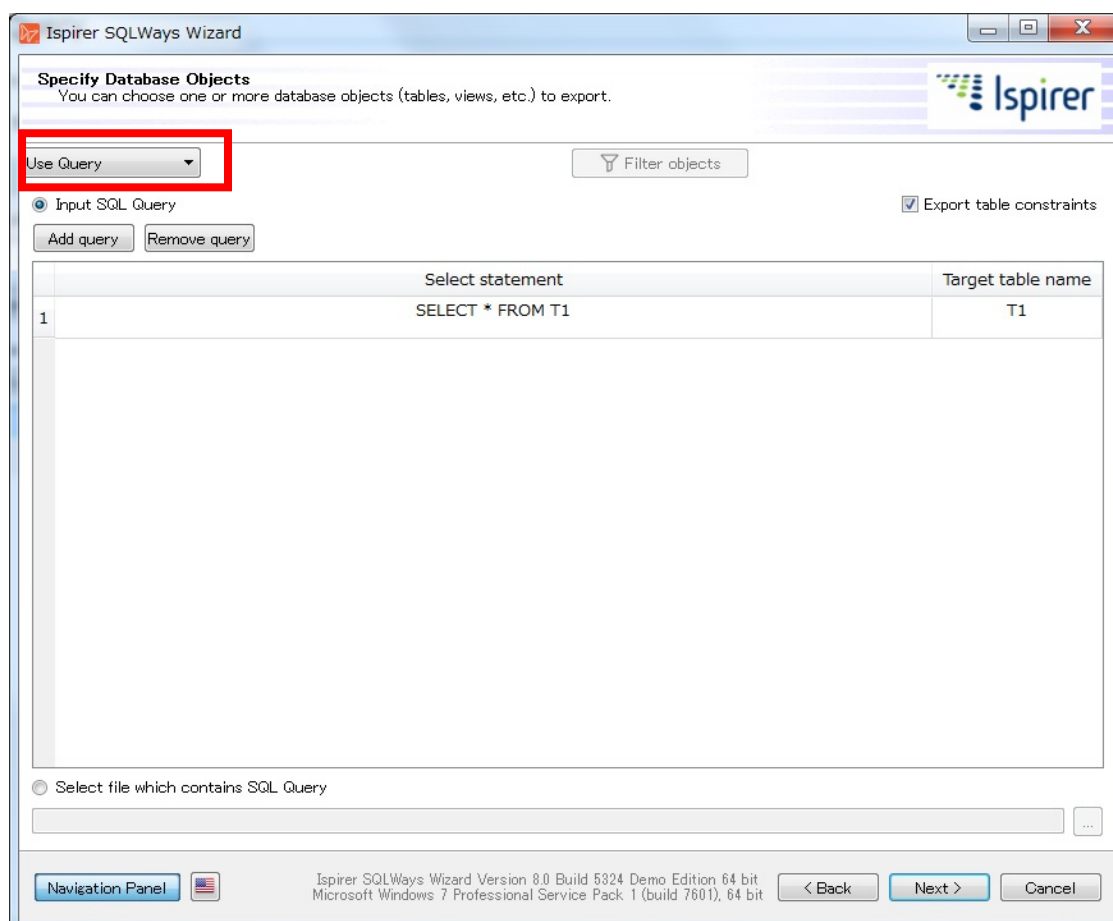 Ispirer SQLWays Wizard
Specify Database Objects
You can choose one or more database objects (tables, views, etc.) to export.
Ispirer
Use Query
Filter objects
Input SQL Query
Export table constraints
Add query
Remove query
Select statement
Target table name
1
SELECT * FROM T1
T1
Select file which contains SQL Query
...
Navigation Panel
Ispirer SQLWays Wizard Version 8.0 Build 5324 Demo Edition 64 bit
Microsoft Windows 7 Professional Service Pack 1 (build 7601), 64 bit
< Back
Next >
Cancel